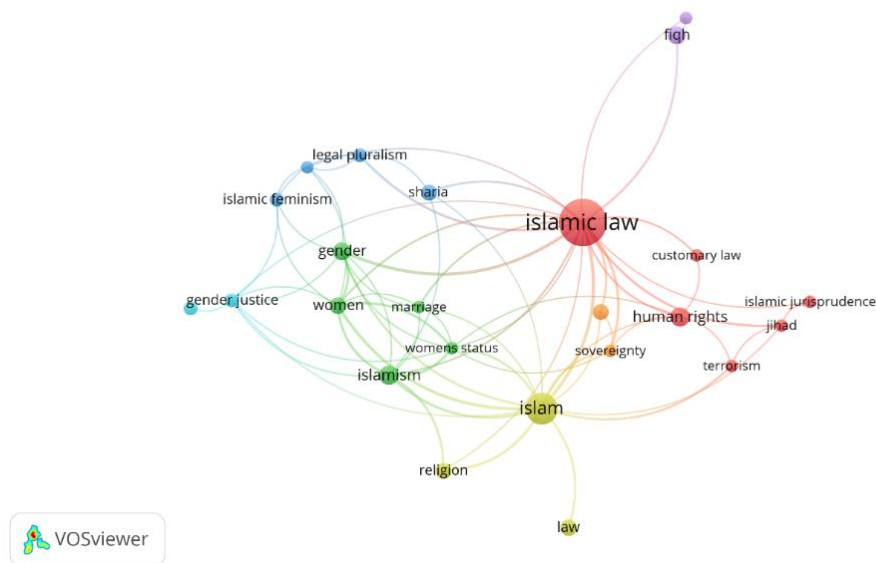 fiqh
legal pluralism
sharia
islamic feminism
islamic law
gender
customary law
gender justice
women
marriage
islamic jurisprudence
human rights
jihad
womens status
sovereignty
terrorism
islamism
islam
religion
law
VOSviewer